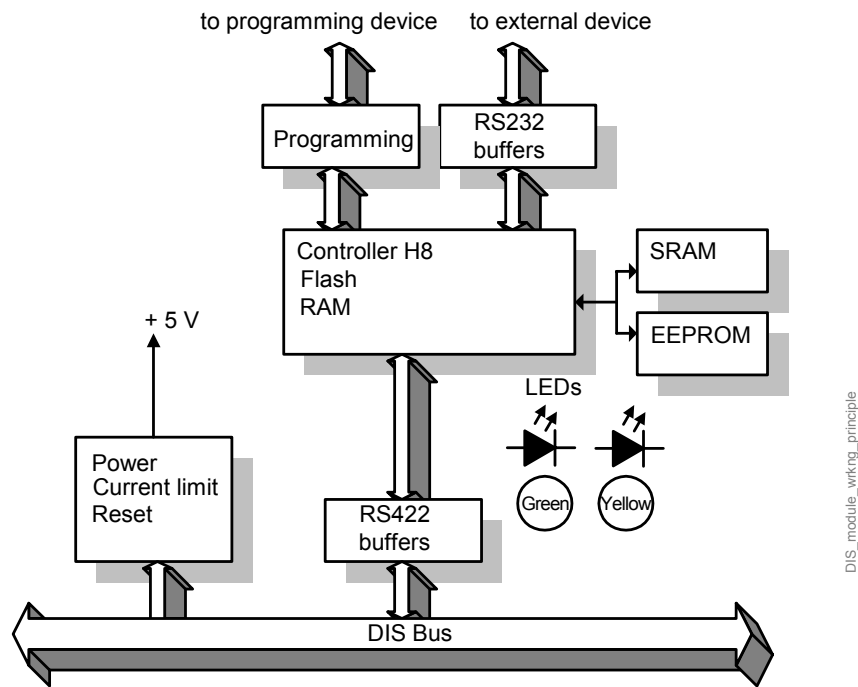 to programming device
to external device
Programming
RS232
buffers
Controller H8
Flash
RAM
SRAM
EEPROM
+ 5 V
LEDs
Green
Yellow
Power
Current limit
Reset
RS422
buffers
DIS Bus
DIS_module_wrkng_principle